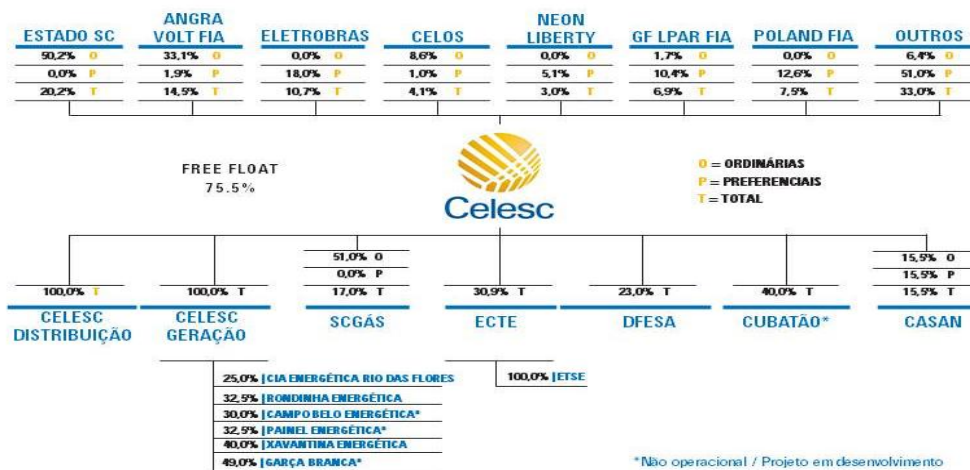 ESTADO SC
ANGRA
VOLT FIA
ELETROBRAS
CELOS
NEON
LIBERTY
GF LPAR FIA
POLAND FIA
OUTROS
50,2% O
33,1% O
0,0% O
8,6% O
0,0% O
1,7% O
0,0% O
6,4% O
0,0% P
1,9% P
18,0% P
1,0% P
5,1% P
10,4% P
12,6% P
51,0% P
20,2% T
14,5% T
10,7% T
4,1% T
3,0% T
6,9% T
7,5% T
33,0% T
FREE FLOAT
75.5%
Celesc
O = ORDINÁRIAS
P = PREFERENCIAIS
T = TOTAL
51,0% O
15,5% O
0,0% P
15,5% P
100,0% T
100,0% T
17,0% T
30,9% T
23,0% T
40,0% T
15,5% T
CELESC
DISTRIBUIÇÃO
CELESC
GERAÇÃO
SCGÁS
ECTE
DFESA
CUBATÃO*
CASAN
25,0% | CIA ENERGÉTICA RIO DAS FLORES
32,5% | RONDINHA ENERGÉTICA
30,0% | CAMPO BELO ENERGÉTICA*
32,5% | PAINEL ENERGÉTICA*
40,0% | XAVANTINA ENERGÉTICA
49,0% | GARÇA BRANCA*
100,0% | ETSE
*Não operacional / Projeto em desenvolvimento